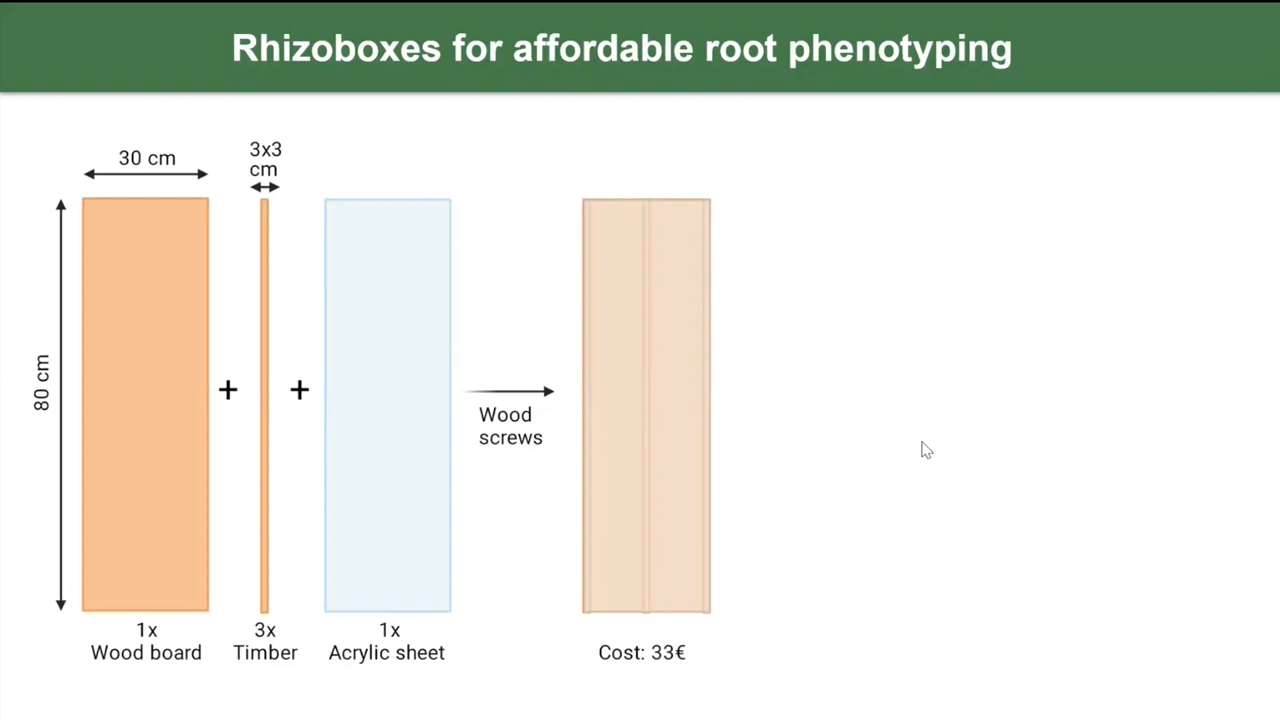 Rhizoboxes for affordable root phenotyping
30 cm
3x3
cm
80 cm
+
+
Wood
screws
1x
Wood board
3x
Timber
1x
Acrylic sheet
Cost: 33€